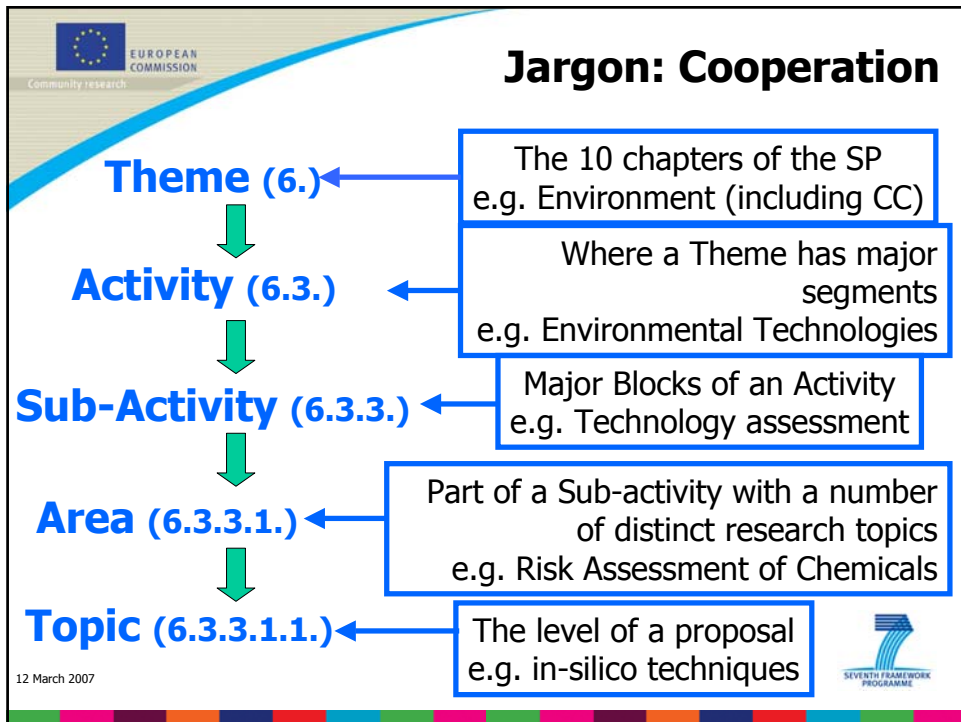 EUROPEAN
COMMISSION
Community research
Jargon: Cooperation
Theme (6.)
The 10 chapters of the SP
e.g. Environment (including CC)
Activity (6.3.)
Where a Theme has major
segments
e.g. Environmental Technologies
Sub-Activity (6.3.3.)
Major Blocks of an Activity
e.g. Technology assessment
Area (6.3.3.1.)
Part of a Sub-activity with a number
of distinct research topics
e.g. Risk Assessment of Chemicals
Topic (6.3.3.1.1.)
The level of a proposal
e.g. in-silico techniques
12 March 2007
SEVENTH FRAMEWORK
PROGRAMME